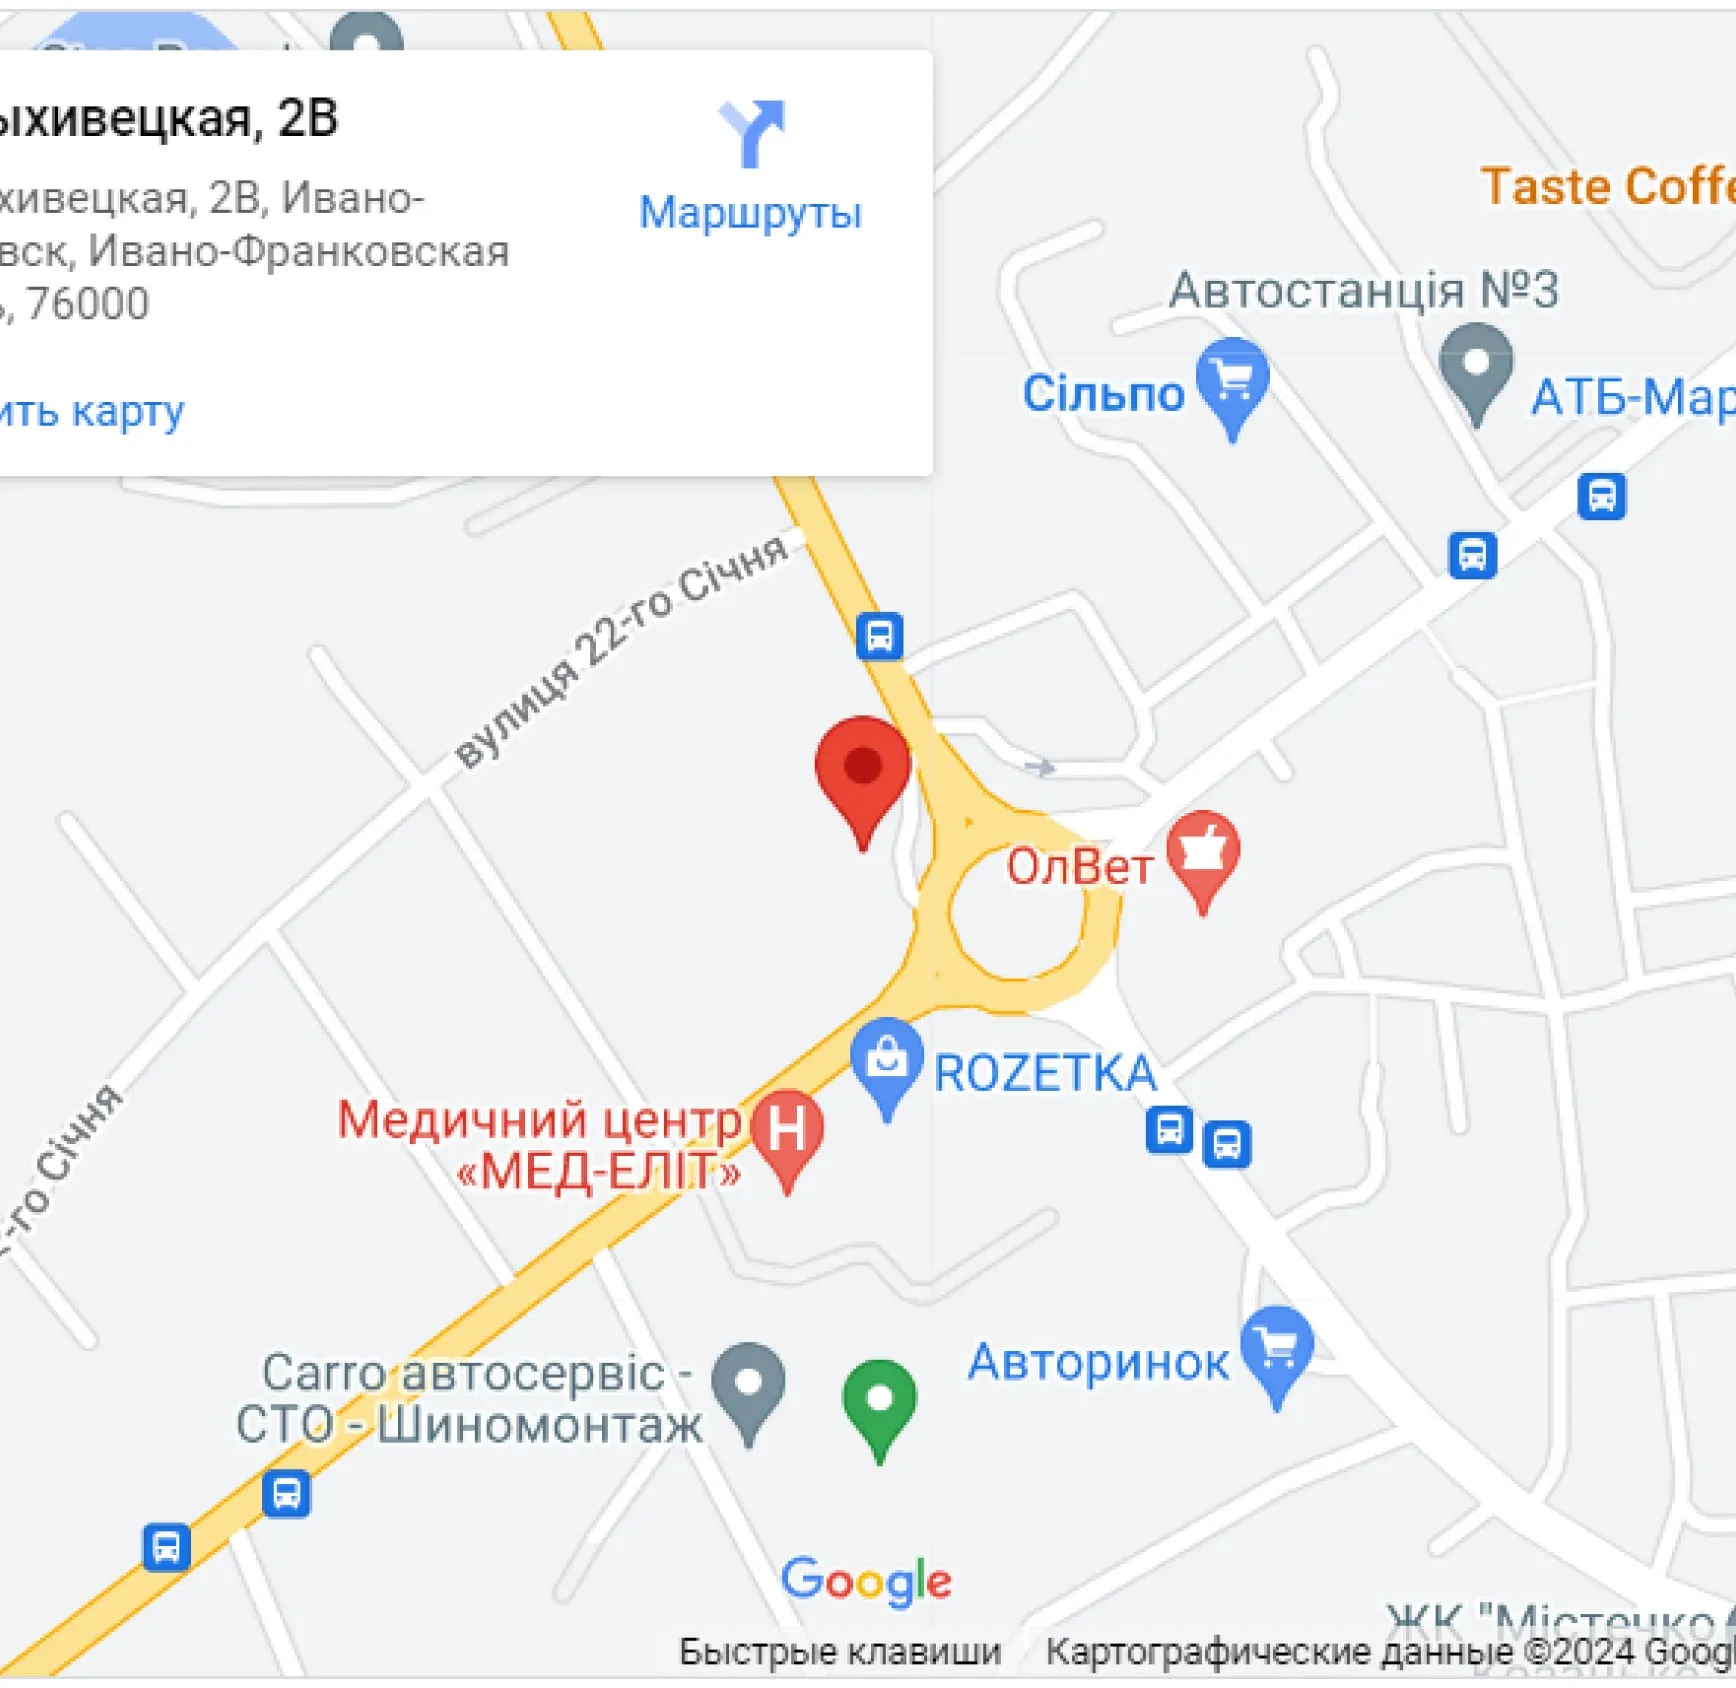 ыхивецкая, 2В
хивецкая, 2В, Ивано-
вск, Ивано-Франковская
ь, 76000
Маршруты
ить карту
Taste Coffe
Автостанція №3
Сільпо
АТБ-Мар
вулиця 22-го Січня
ОлВет
ROZETKA
Медичний центр
«МЕД-ЕЛІТ»
-го Січня
Carro автосервіс -
СТО - Шиномонтаж
Авторинок
Google
ЖК "Містечко
Быстрые клавиши
Картографические данные ©2024 Googl